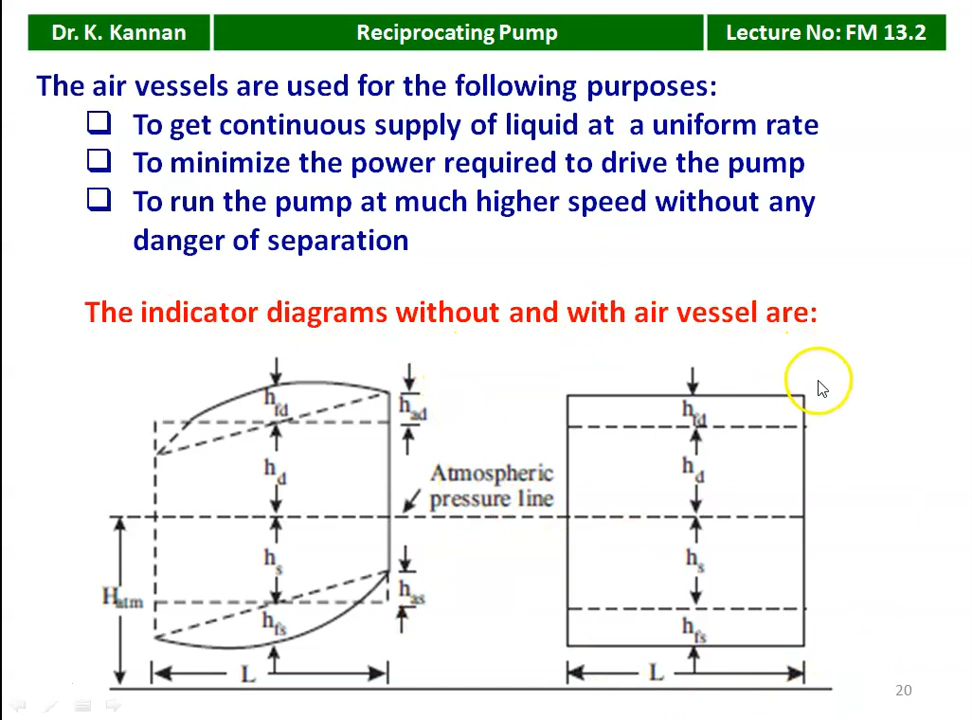 Dr. K. Kannan
Reciprocating Pump
Lecture No: FM 13.2
The air vessels are used for the following purposes:
To get continuous supply of liquid at a uniform rate
To minimize the power required to drive the pump
To run the pump at much higher speed without any
danger of separation
The indicator diagrams without and with air vessel are:
hfd
had
hd
Atmospheric
pressure line
hs
has
Hatm
hfs
L
hfd
hd
hs
hfs
L
20